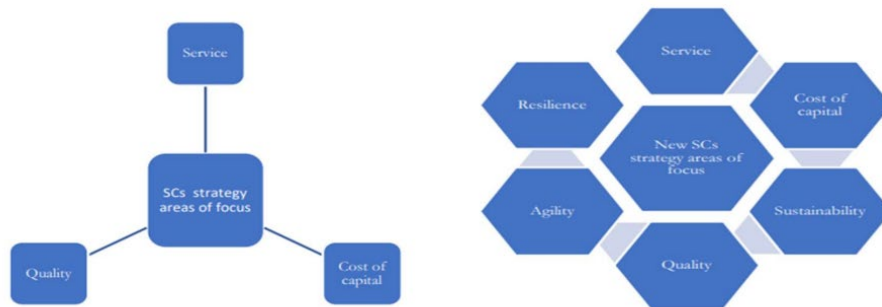 Service
SCs strategy
areas of focus
Quality
Cost of
capital
Service
Resilience
Cost of
capital
New SCs
strategy areas of
focus
Agility
Sustainability
Quality